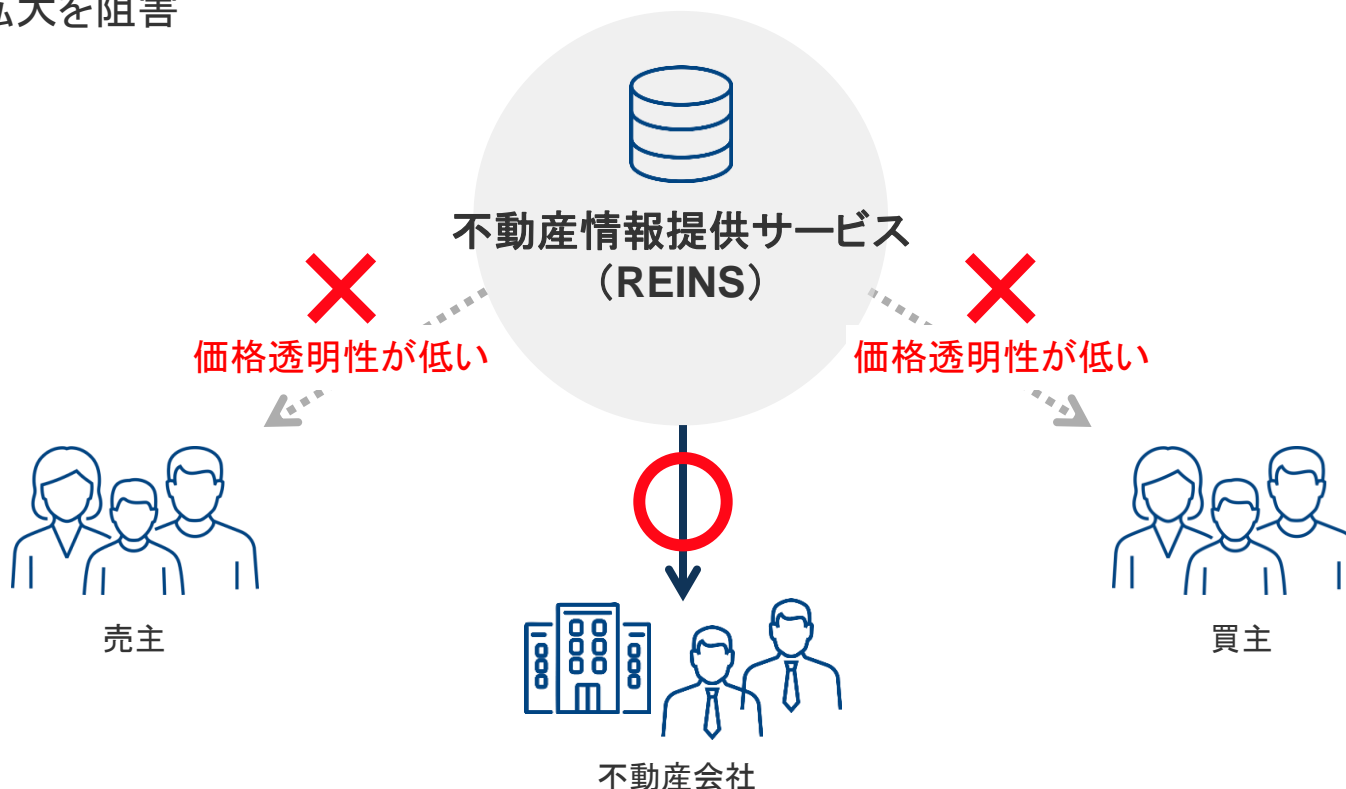 拡大を阻害
不動産情報提供サービス
（REINS）
価格透明性が低い
価格透明性が低い
売主
買主
不動産会社